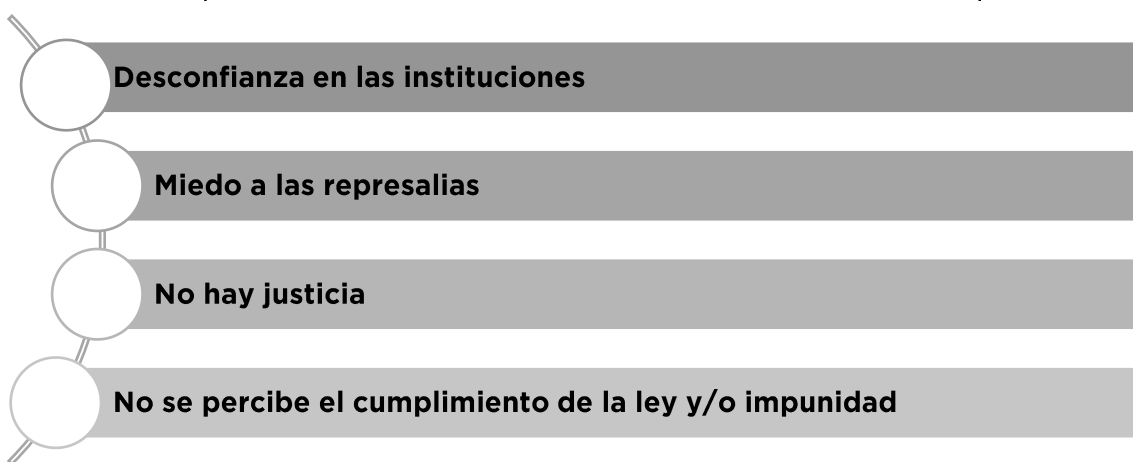 Desconfianza en las instituciones
Miedo a las represalias
No hay justicia
No se percibe el cumplimiento de la ley y/o impunidad